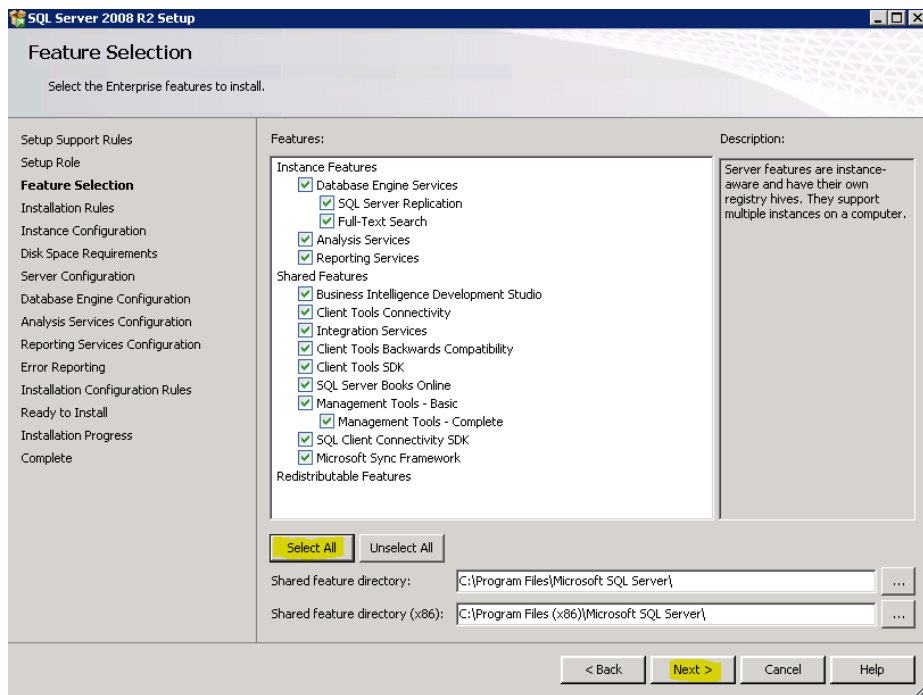 SQL Server 2008 R2 Setup
Feature Selection
Select the Enterprise features to install.
Setup Support Rules
Setup Role
Feature Selection
Installation Rules
Instance Configuration
Disk Space Requirements
Server Configuration
Database Engine Configuration
Analysis Services Configuration
Reporting Services Configuration
Error Reporting
Installation Configuration Rules
Ready to Install
Installation Progress
Complete
Features:
Instance Features
Database Engine Services
SQL Server Replication
Full-Text Search
Analysis Services
Reporting Services
Shared Features
Business Intelligence Development Studio
Client Tools Connectivity
Integration Services
Client Tools Backwards Compatibility
Client Tools SDK
SQL Server Books Online
Management Tools - Basic
Management Tools - Complete
SQL Client Connectivity SDK
Microsoft Sync Framework
Redistributable Features
Description:
Server features are instance-
aware and have their own
registry hives. They support
multiple instances on a computer.
Select All
Unselect All
Shared feature directory:
C:\Program Files\Microsoft SQL Server\
...
Shared feature directory (x86):
C:\Program Files (x86)\Microsoft SQL Server\
...
< Back
Next >
Cancel
Help